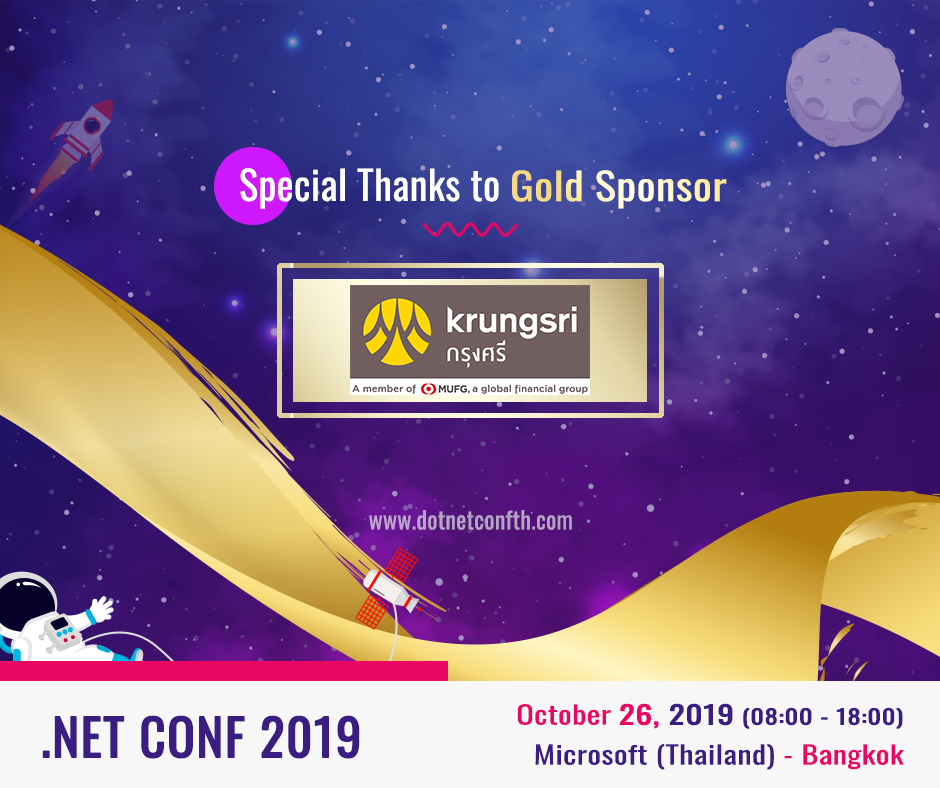 Special Thanks to Gold Sponsor
krungsri
กรุงศรี
A member of MUFG, a global financial group
www.dotnetconfth.com
.NET CONF 2019
October 26, 2019 (08:00 - 18:00)
Microsoft (Thailand) - Bangkok